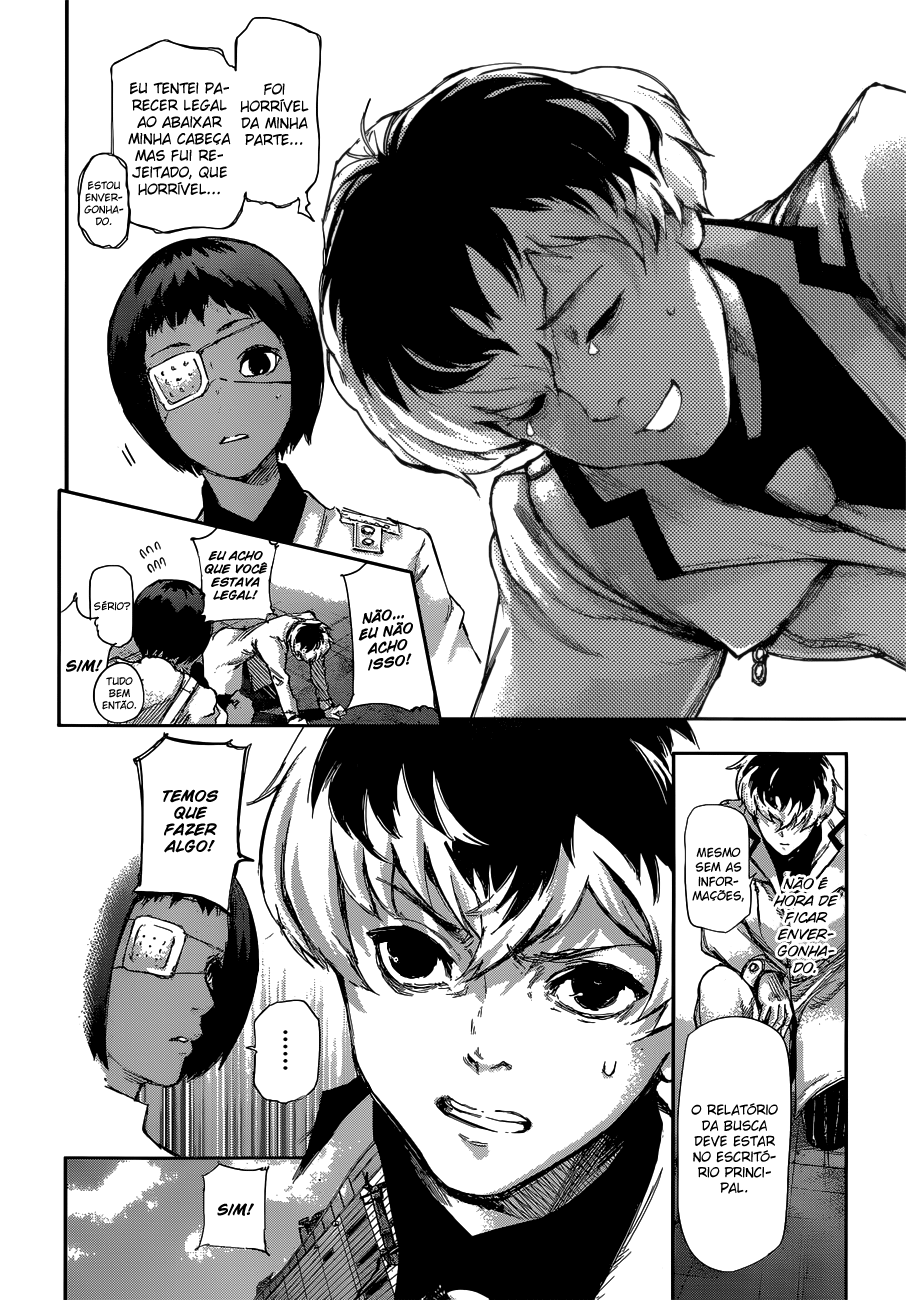 FOI
HORRÍVEL
DA MINHA
PARTE...
EU TENTEI PA-
RECER LEGAL
AO ABAIXAR
MINHA CABEÇA
MAS FUI RE-
JEITADO, QUE
HORRÍVEL...
ESTOU
ENVER-
GONHA-
DO.
NÃO...
EU NÃO
ACHO
ISSO!
EU ACHO
QUE VOCÊ
ESTAVA
LEGAL!
SÉRIO?
SIM!
TUDO
BEM
ENTÃO.
NÃO É
HORA DE
FICAR
ENVER-
GONHA-
DO.
MESMO
SEM AS
INFOR-
MAÇÕES,
O RELATÓRIO
DA BUSCA
DEVE ESTAR
NO ESCRITÓ-
RIO PRINCI-
PAL.
TEMOS
QUE
FAZER
ALGO!
......
SIM!